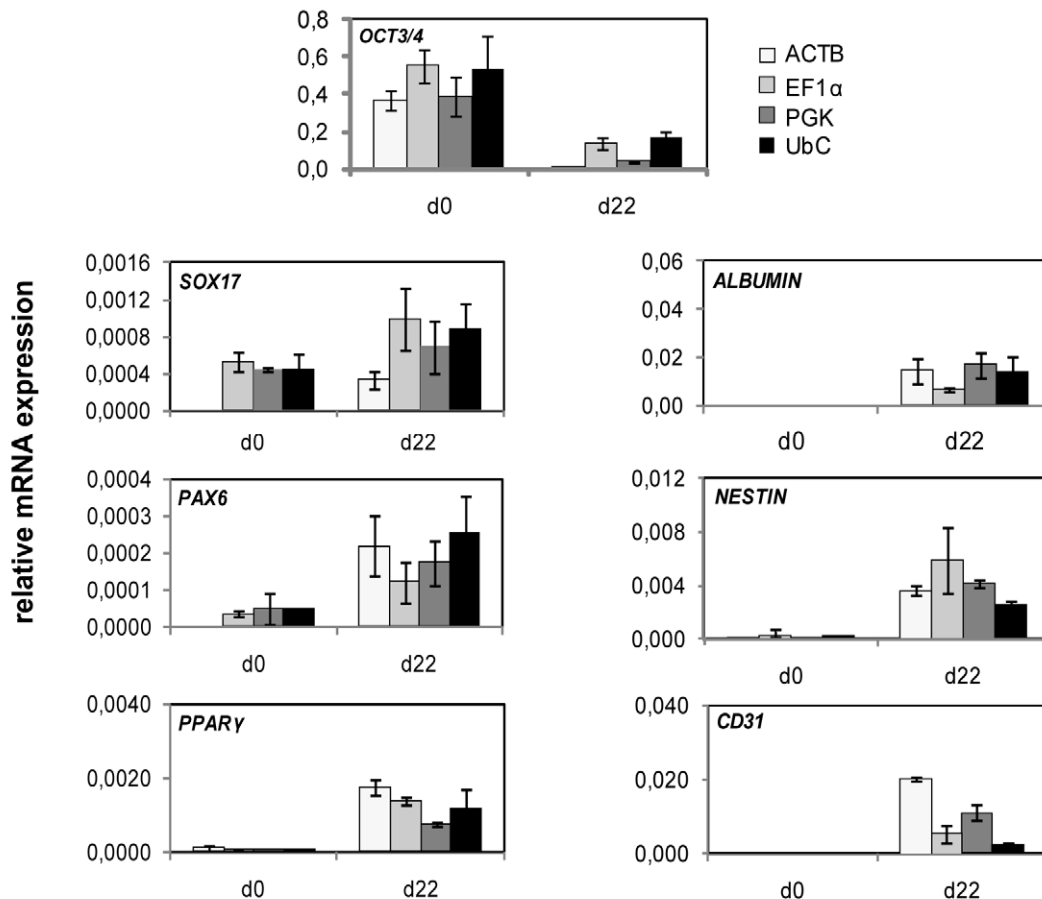 0,8
0,6
0,4
0,2
0,0
OCT3/4
d0 d22
ACTB
EF1α
PGK
UbC
relative mRNA expression
0,0016
0,0012
0,0008
0,0004
0,0000
SOX17
d0 d22
0,06
0,04
0,02
0,00
ALBUMIN
d0 d22
0,0004
0,0003
0,0002
0,0001
0,0000
PAX6
d0 d22
0,012
0,008
0,004
0,000
NESTIN
d0 d22
0,0040
0,0020
0,0000
PPARγ
d0 d22
0,040
0,020
0,000
CD31
d0 d22